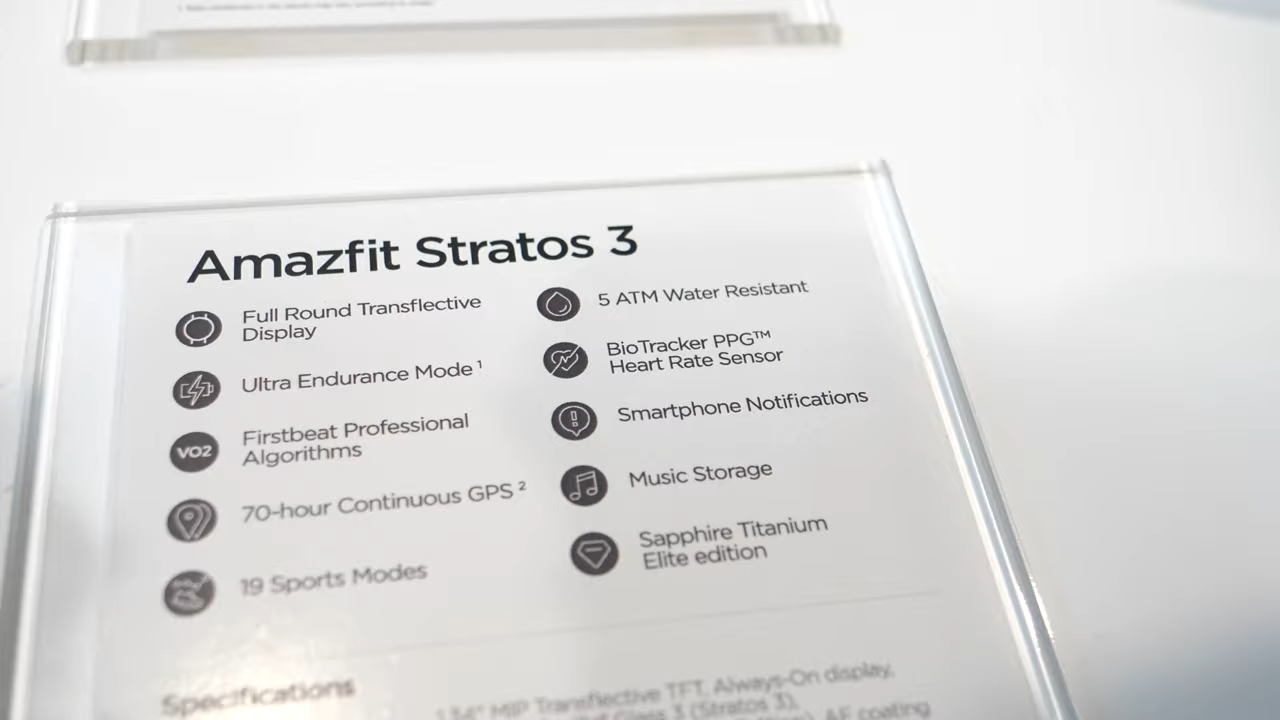 Amazfit Stratos 3
Full Round Transflective
Display
Ultra Endurance Mode ¹
VO2
Firstbeat Professional
Algorithms
70-hour Continuous GPS ²
19 Sports Modes
5 ATM Water Resistant
BioTracker PPG™
Heart Rate Sensor
Smartphone Notifications
Music Storage
Sapphire Titanium
Elite edition
Specifications
1.34" MIP Transflective TFT, Always-On display,
Glass 3 (Stratos 3),
AF coating